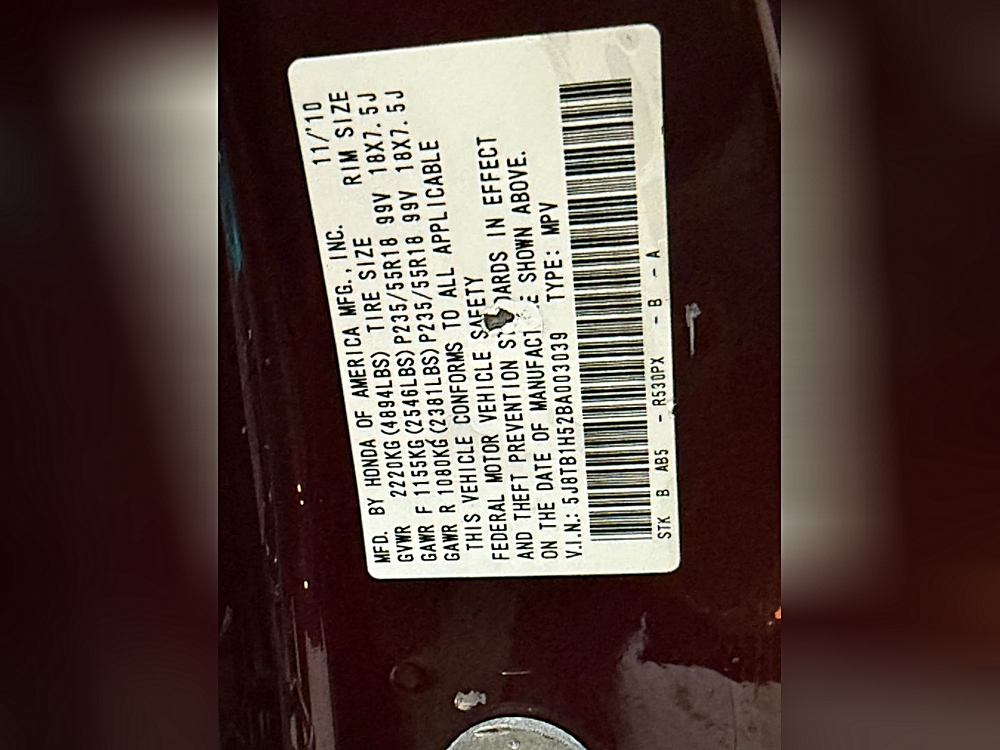 MFD. BY HONDA OF AMERICA MFG., INC. 11/'10
GVWR 2220KG(4894LBS) TIRE SIZE RIM SIZE
GAWR F 1155KG(2546LBS)P235/55R18 99V 18X7.5J
GAWR R 1080KG(2381LBS)P235/55R18 99V 18X7.5J
THIS VEHICLE CONFORMS TO ALL APPLICABLE
FEDERAL MOTOR VEHICLE SAFETY
AND THEFT PREVENTION IN EFFECT
ON THE DATE OF SHOWN ABOVE.
V.I.N.: 5J8TB1H52BA003039 TYPE: MPV
STK B AB5 - R530PX - B - A